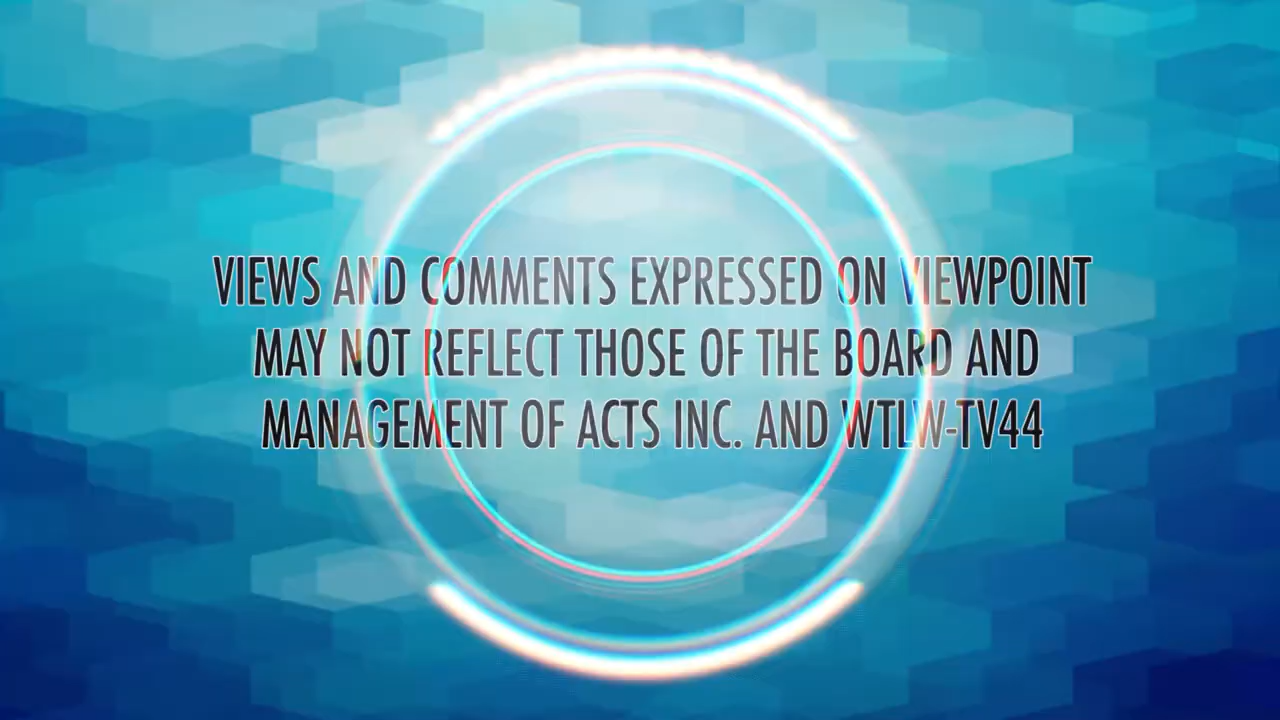 VIEWS AND COMMENTS EXPRESSED ON VIEWPOINT
MAY NOT REFLECT THOSE OF THE BOARD AND
MANAGEMENT OF ACTS INC. AND WTLW-TV44